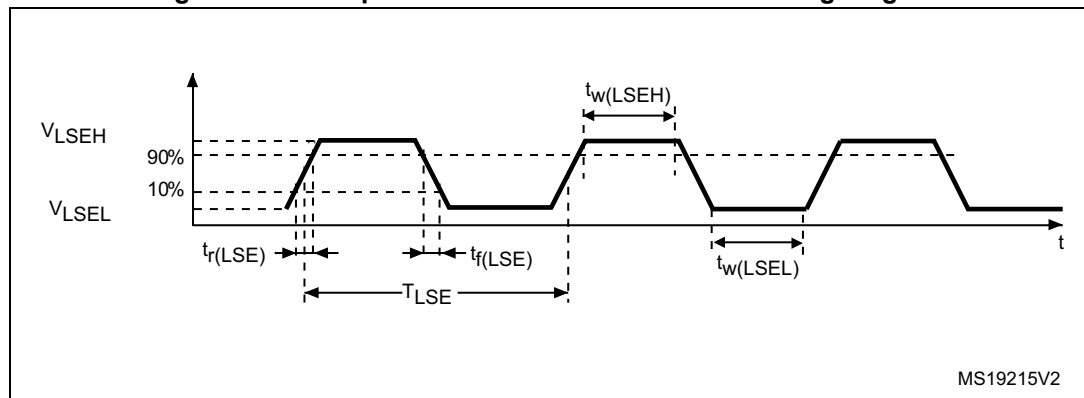 VLSEH
90%
10%
VLSEL
tr(LSE)
tf(LSE)
TLSE
tw(LSEH)
tw(LSEL)
t
MS19215V2